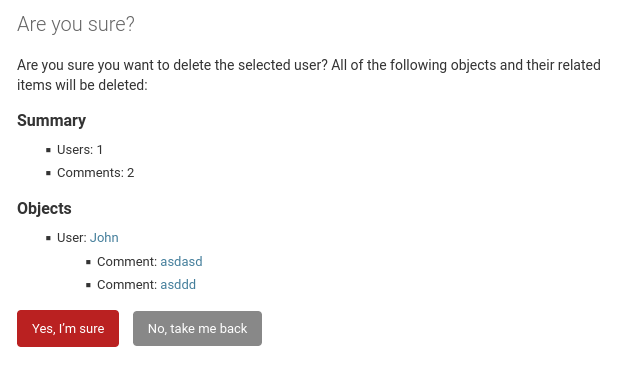 Are you sure?
Are you sure you want to delete the selected user? All of the following objects and their related
items will be deleted:
Summary
Users: 1
Comments: 2
Objects
User: John
Comment: asdasd
Comment: asddd
Yes, I'm sure
No, take me back